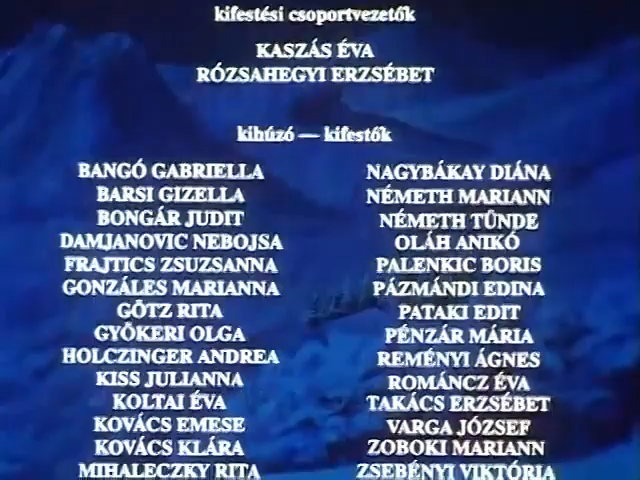 kifestési csoportvezetők
KASZÁS ÉVA
RÓZSAHEGYI ERZSÉBET
kihúzó — kifestők
BANGÓ GABRIELLA
BARSI GIZELLA
BONGÁR JUDIT
DAMJANOVIC NEBOJSA
FRAJTICS ZSUZSANNA
GONZÁLES MARIANNA
GÖTZ RITA
GYŐKERI OLGA
HOLCZINGER ANDREA
KISS JULIANNA
KOLTAI ÉVA
KOVÁCS EMESE
KOVÁCS KLÁRA
MIHALECZKY RITA
NAGYBÁKAY DIÁNA
NÉMETH MARIANN
NÉMETH TÜNDE
OLÁH ANIKÓ
PALENKIC BORIS
PÁZMÁNDI EDINA
PATAKI EDIT
PÉNZÁR MÁRIA
REMÉNYI ÁGNES
ROMÁNCZ ÉVA
TAKÁCS ERZSÉBET
VARGA JÓZSEF
ZOBOKI MARIANN
ZSEBÉNYI VIKTÓRIA